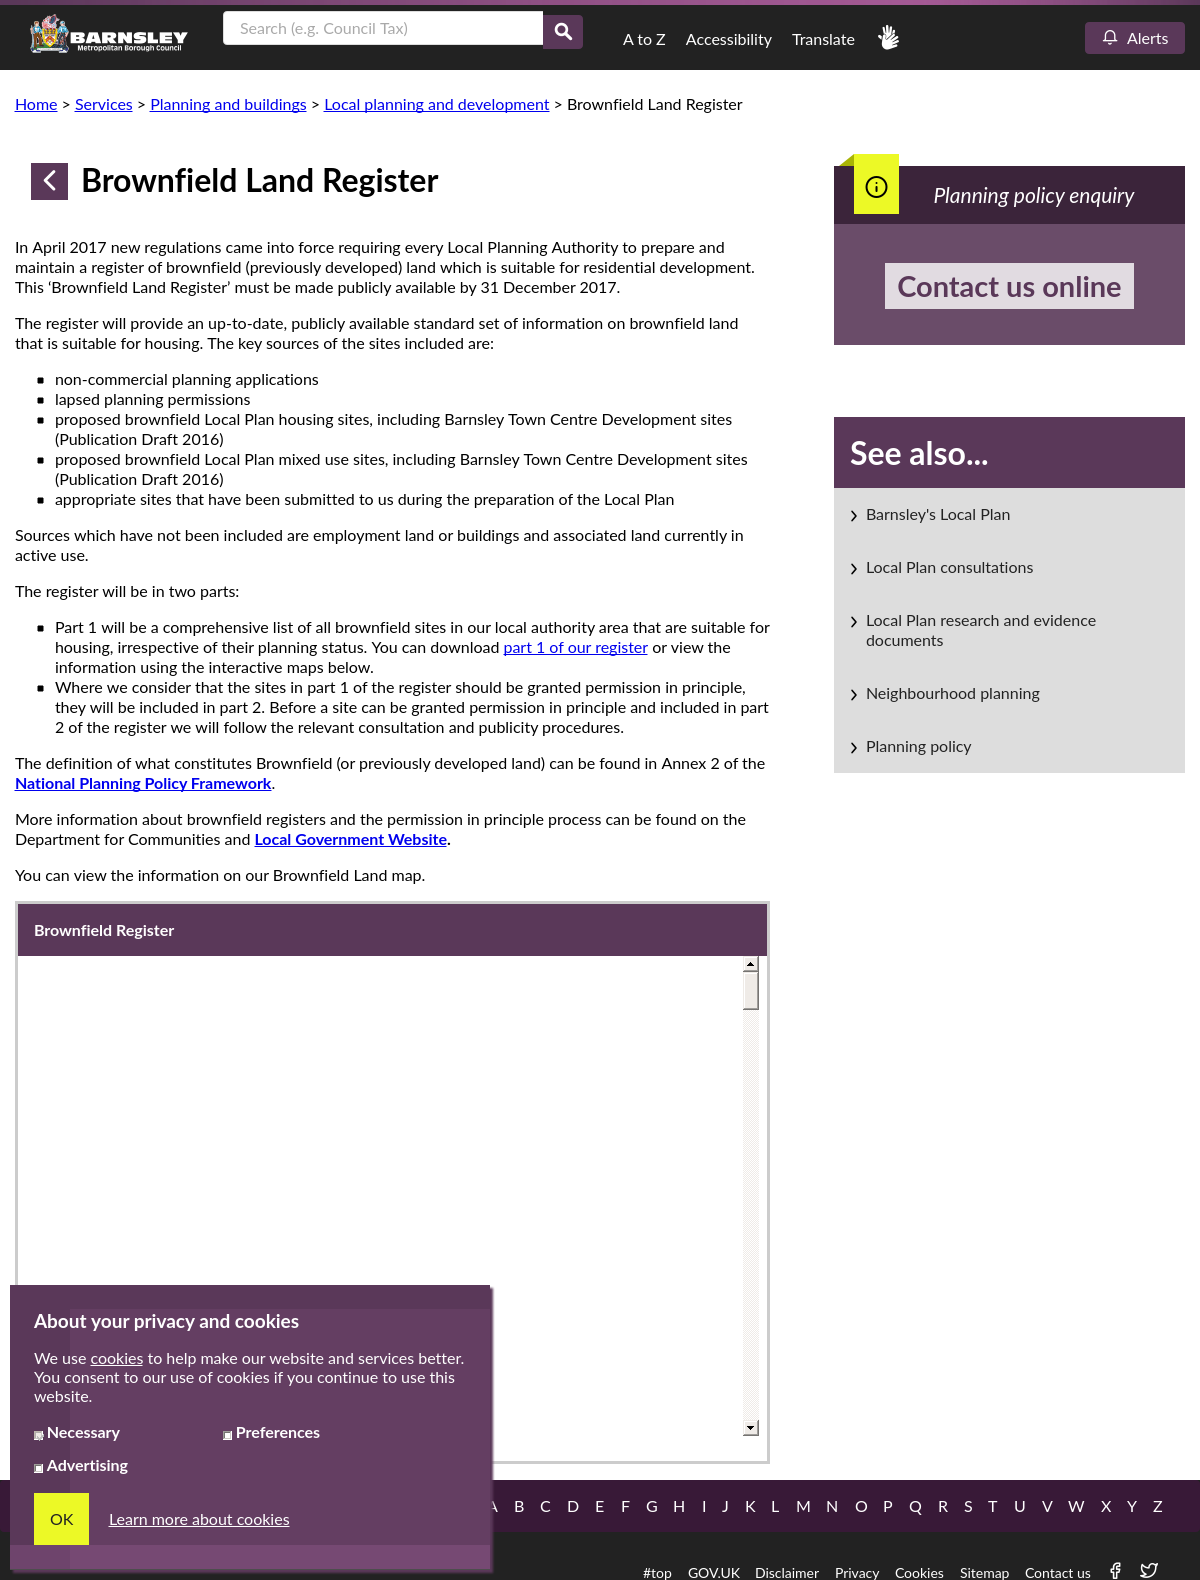 BARNSLEY
Metropolitan Borough Council
Search (e.g. Council Tax)
A to Z Accessibility Translate
Alerts
Home > Services > Planning and buildings > Local planning and development > Brownfield Land Register
Brownfield Land Register
In April 2017 new regulations came into force requiring every Local Planning Authority to prepare and
maintain a register of brownfield (previously developed) land which is suitable for residential development.
This ‘Brownfield Land Register’ must be made publicly available by 31 December 2017.
The register will provide an up-to-date, publicly available standard set of information on brownfield land
that is suitable for housing. The key sources of the sites included are:
non-commercial planning applications
lapsed planning permissions
proposed brownfield Local Plan housing sites, including Barnsley Town Centre Development sites
(Publication Draft 2016)
proposed brownfield Local Plan mixed use sites, including Barnsley Town Centre Development sites
(Publication Draft 2016)
appropriate sites that have been submitted to us during the preparation of the Local Plan
Sources which have not been included are employment land or buildings and associated land currently in
active use.
The register will be in two parts:
Part 1 will be a comprehensive list of all brownfield sites in our local authority area that are suitable for
housing, irrespective of their planning status. You can download part 1 of our register or view the
information using the interactive maps below.
Where we consider that the sites in part 1 of the register should be granted permission in principle,
they will be included in part 2. Before a site can be granted permission in principle and included in part
2 of the register we will follow the relevant consultation and publicity procedures.
The definition of what constitutes Brownfield (or previously developed land) can be found in Annex 2 of the
National Planning Policy Framework.
More information about brownfield registers and the permission in principle process can be found on the
Department for Communities and Local Government Website.
You can view the information on our Brownfield Land map.
Brownfield Register
Planning policy enquiry
Contact us online
See also...
Barnsley's Local Plan
Local Plan consultations
Local Plan research and evidence
documents
Neighbourhood planning
Planning policy
About your privacy and cookies
We use cookies to help make our website and services better.
You consent to our use of cookies if you continue to use this
website.
Necessary Preferences
Advertising
OK Learn more about cookies
A B C D E F G H I J K L M N O P Q R S T U V W X Y Z
#top GOV.UK Disclaimer Privacy Cookies Sitemap Contact us